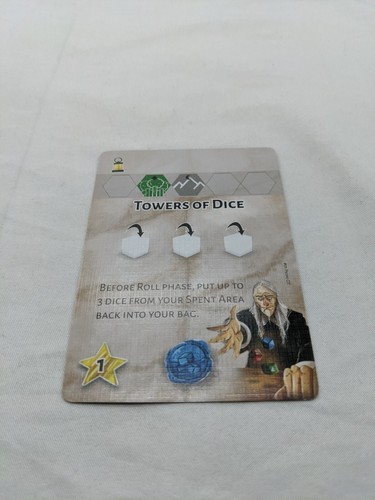 Towers of Dice
Before Roll phase, put up to
3 dice from your Spent Area
back into your bag.
1